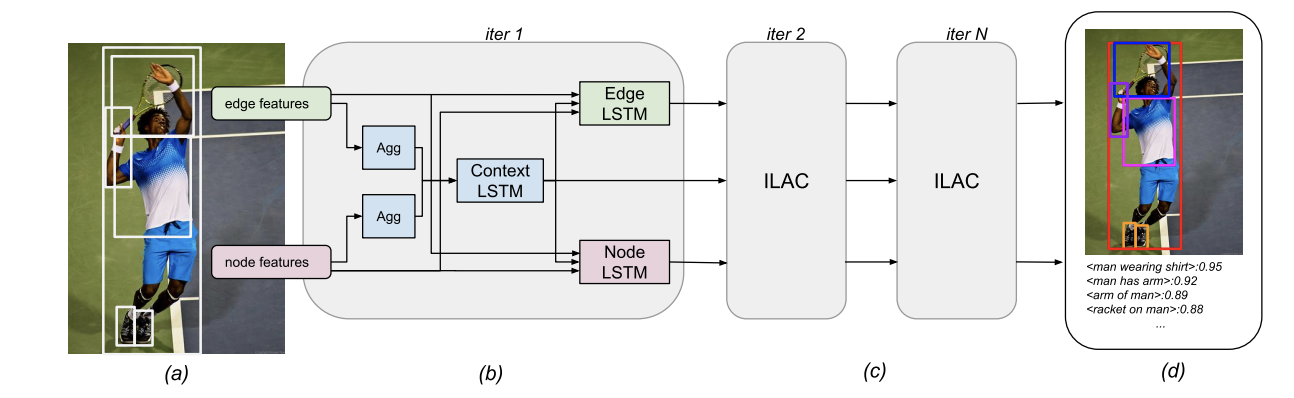 iter 1
iter 2
iter N
edge features
Edge
LSTM
Agg
Context
LSTM
ILAC
ILAC
Agg
node features
Node
LSTM
<man wearing shirt>:0.95
<man has arm>:0.92
<arm of man>:0.89
<racket on man>:0.88
...
(a)
(b)
(c)
(d)